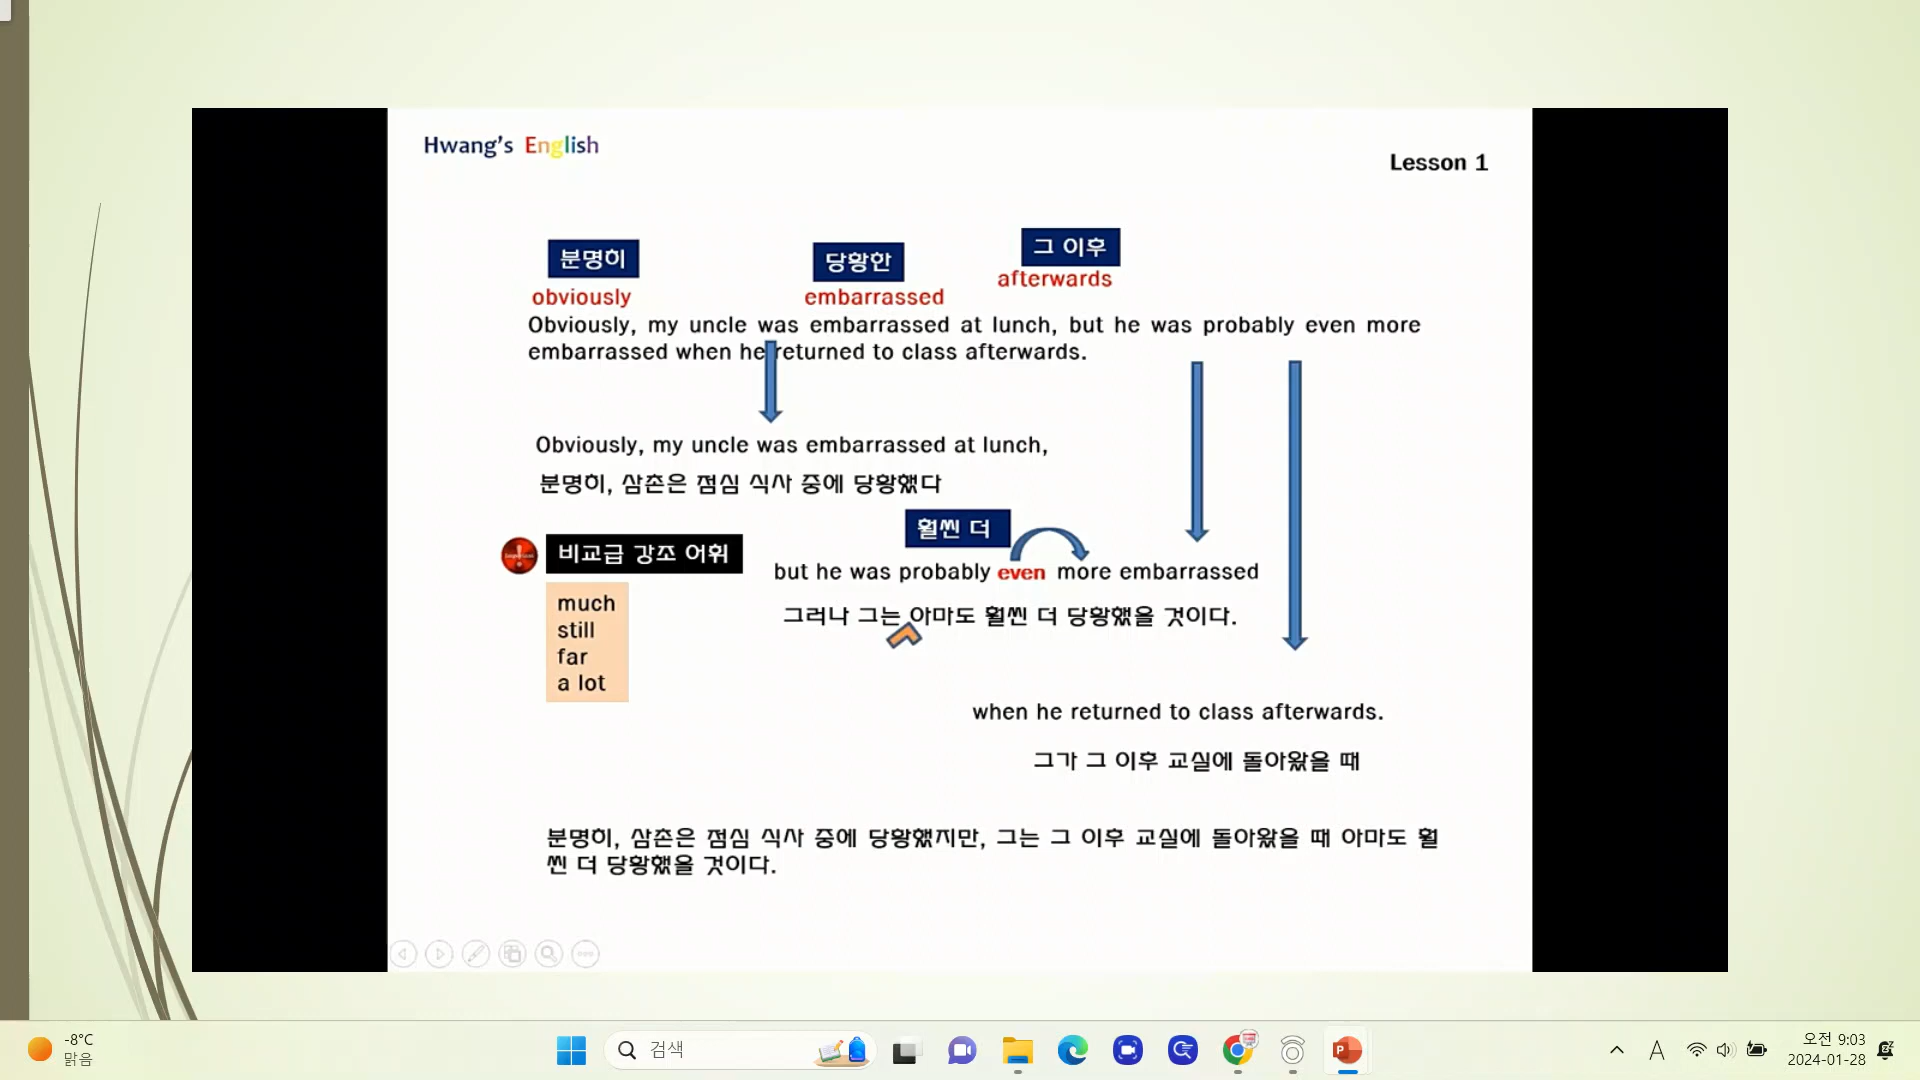 Hwang's English
Lesson 1
분명히
당황한
그 이후
obviously
embarrassed
afterwards
Obviously, my uncle was embarrassed at lunch, but he was probably even more
embarrassed when he returned to class afterwards.
Obviously, my uncle was embarrassed at lunch,
분명히, 삼촌은 점심 식사 중에 당황했다
훨씬 더
비교급 강조 어휘
but he was probably even more embarrassed
much
still
far
a lot
그러나 그는 아마도 훨씬 더 당황했을 것이다.
when he returned to class afterwards.
그가 그 이후 교실에 돌아왔을 때
분명히, 삼촌은 점심 식사 중에 당황했지만, 그는 그 이후 교실에 돌아왔을 때 아마도 훨
씬 더 당황했을 것이다.
-8°C
맑음
검색
A
오전 9:03
2024-01-28